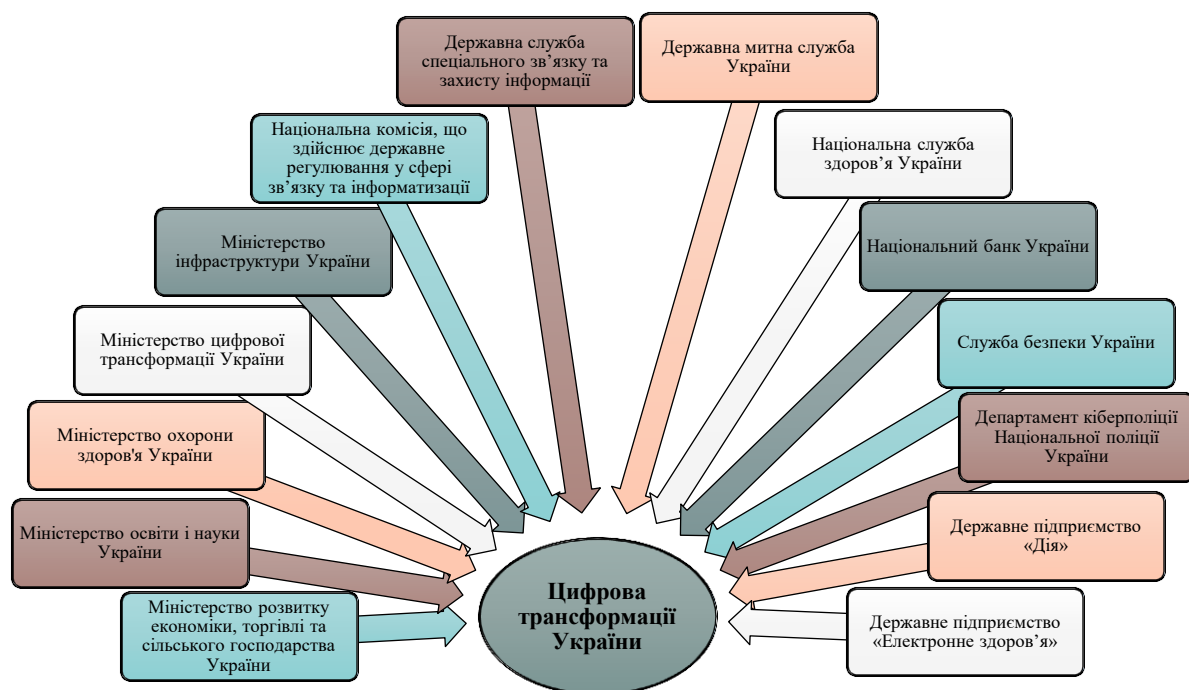 Державна служба
спеціального зв’язку та
захисту інформації
Державна митна служба
України
Національна комісія, що
здійснює державне
регулювання у сфері
зв’язку та інформатизації
Національна служба
здоров’я України
Міністерство
інфраструктури України
Національний банк України
Міністерство цифрової
трансформації України
Служба безпеки України
Міністерство охорони
здоров'я України
Департамент кіберполіції
Національної поліції
України
Міністерство освіти і науки
України
Державне підприємство
«Дія»
Міністерство розвитку
економіки, торгівлі та
сільського господарства
України
Державне підприємство
«Електронне здоров’я»
Цифрова
трансформації
України